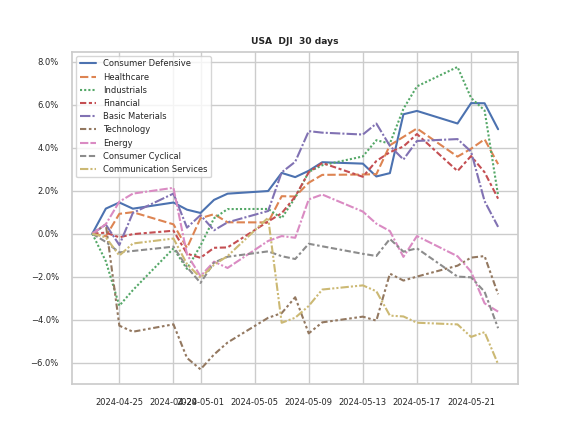 USA DJI 30 days
8.0%
6.0%
4.0%
2.0%
0.0%
−2.0%
−4.0%
−6.0%
Consumer Defensive
Healthcare
Industrials
Financial
Basic Materials
Technology
Energy
Consumer Cyclical
Communication Services
2024-04-25 2024-04-29 2024-05-01 2024-05-05 2024-05-09 2024-05-13 2024-05-17 2024-05-21